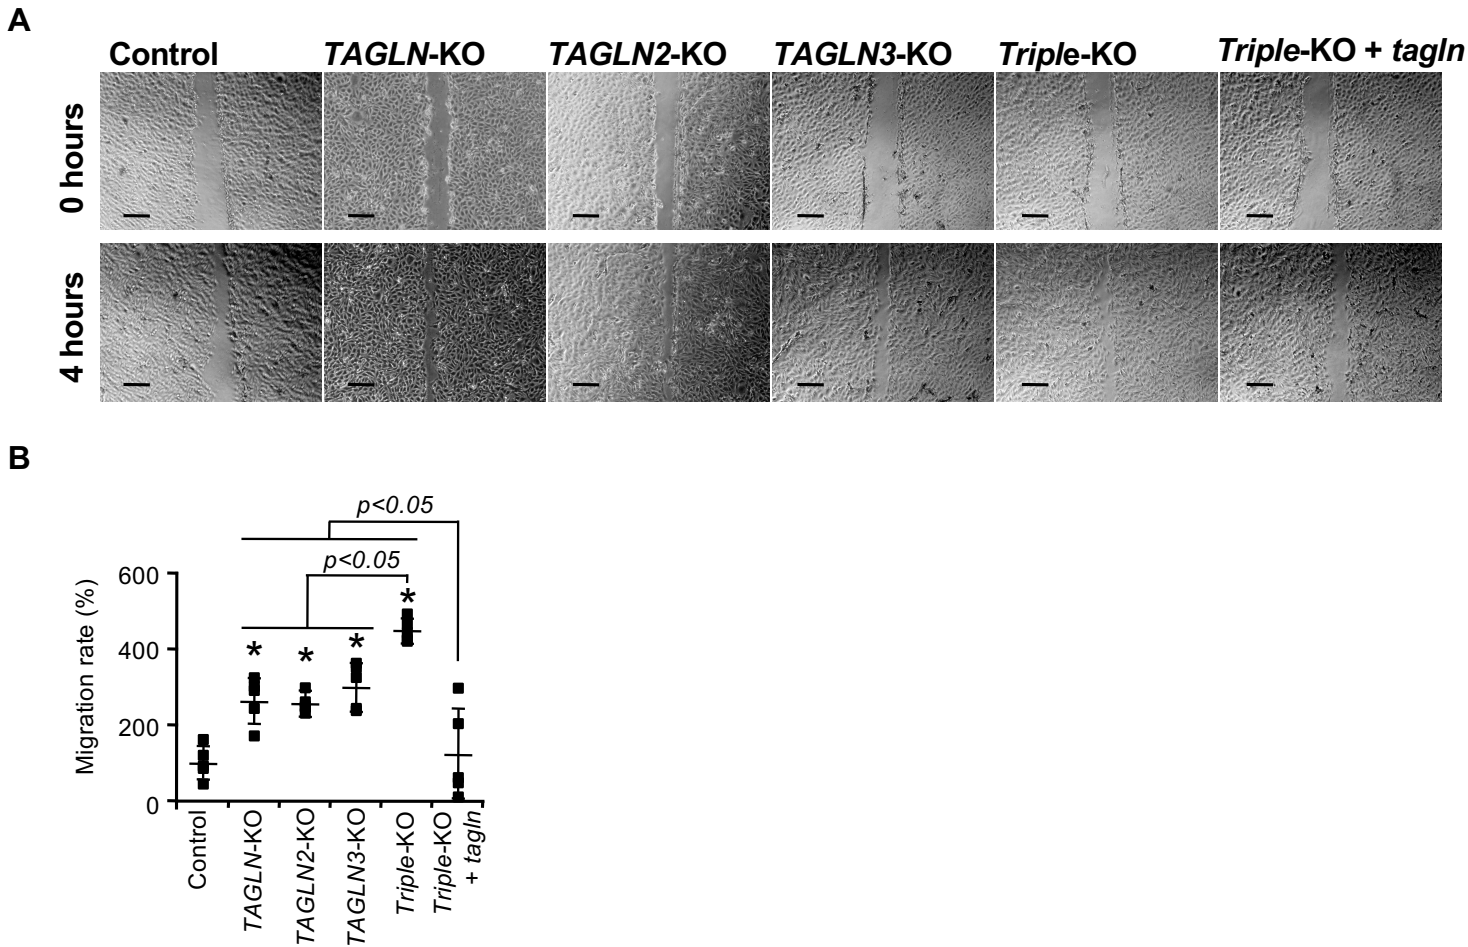 A
Control TAGLN-KO TAGLN2-KO TAGLN3-KO Triple-KO Triple-KO + tagln
0 hours
4 hours
B
p<0.05
p<0.05
Migration rate (%)
600
400
200
0
*
*
*
*
Control
TAGLN-KO
TAGLN2-KO
TAGLN3-KO
Triple-KO
Triple-KO
+ tagln